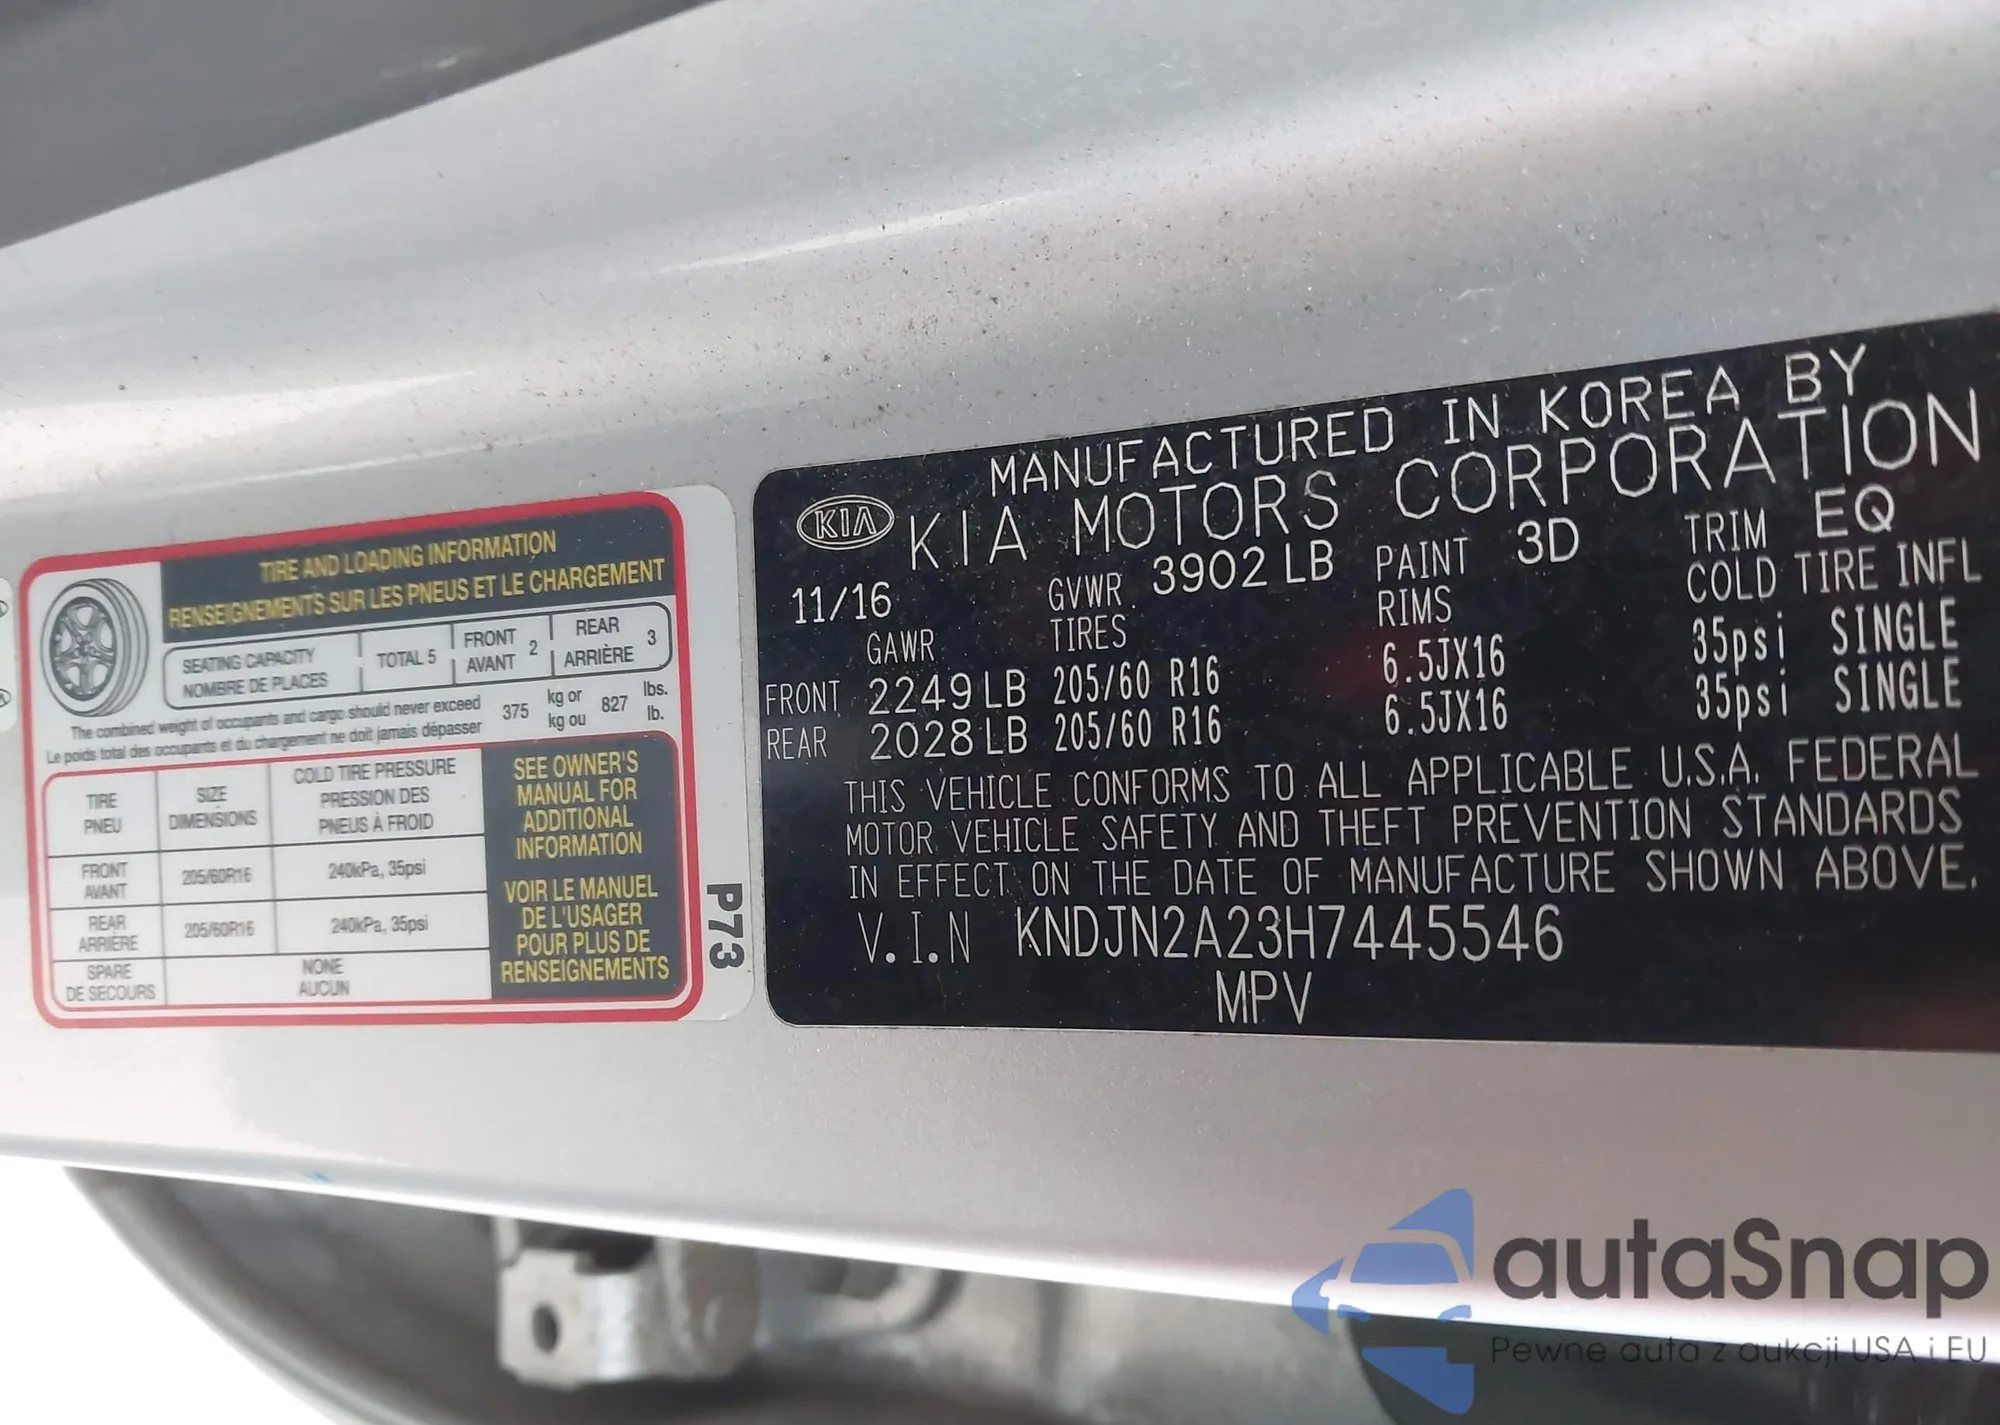 TIRE AND LOADING INFORMATION
RENSEIGNEMENTS SUR LES PNEUS ET LE CHARGEMENT
SEATING CAPACITY TOTAL 5 FRONT 2 REAR 3
NOMBRE DE PLACES AVANT ARRIÈRE
The combined weight of occupants and cargo should never exceed 375 kg or 827 lbs.
Le poids total des occupants et du chargement ne doit jamais dépasser kg ou lb.
TIRE
PNEU
SIZE
DIMENSIONS
COLD TIRE PRESSURE
PRESSION DES
PNEUS À FROID
FRONT
AVANT
205/60R16
240kPa, 35psi
REAR
ARRIÈRE
205/60R16
240kPa, 35psi
SPARE
DE SECOURS
NONE
AUCUN
SEE OWNER'S
MANUAL FOR
ADDITIONAL
INFORMATION
VOIR LE MANUEL
DE L'USAGER
POUR PLUS DE
RENSEIGNEMENTS
P73
MANUFACTURED IN KOREA BY
KIA KIA MOTORS CORPORATION
11/16 GVWR 3902 LB PAINT 3D TRIM EQ
GAWR TIRES RIMS COLD TIRE INFL
FRONT 2249 LB 205/60 R16 6.5JX16 35psi SINGLE
REAR 2028 LB 205/60 R16 6.5JX16 35psi SINGLE
THIS VEHICLE CONFORMS TO ALL APPLICABLE U.S.A. FEDERAL
MOTOR VEHICLE SAFETY AND THEFT PREVENTION STANDARDS
IN EFFECT ON THE DATE OF MANUFACTURE SHOWN ABOVE.
V.I.N KNDJN2A23H7445546
MPV
autaSnap
Pewne auta z aukcji USA i EU